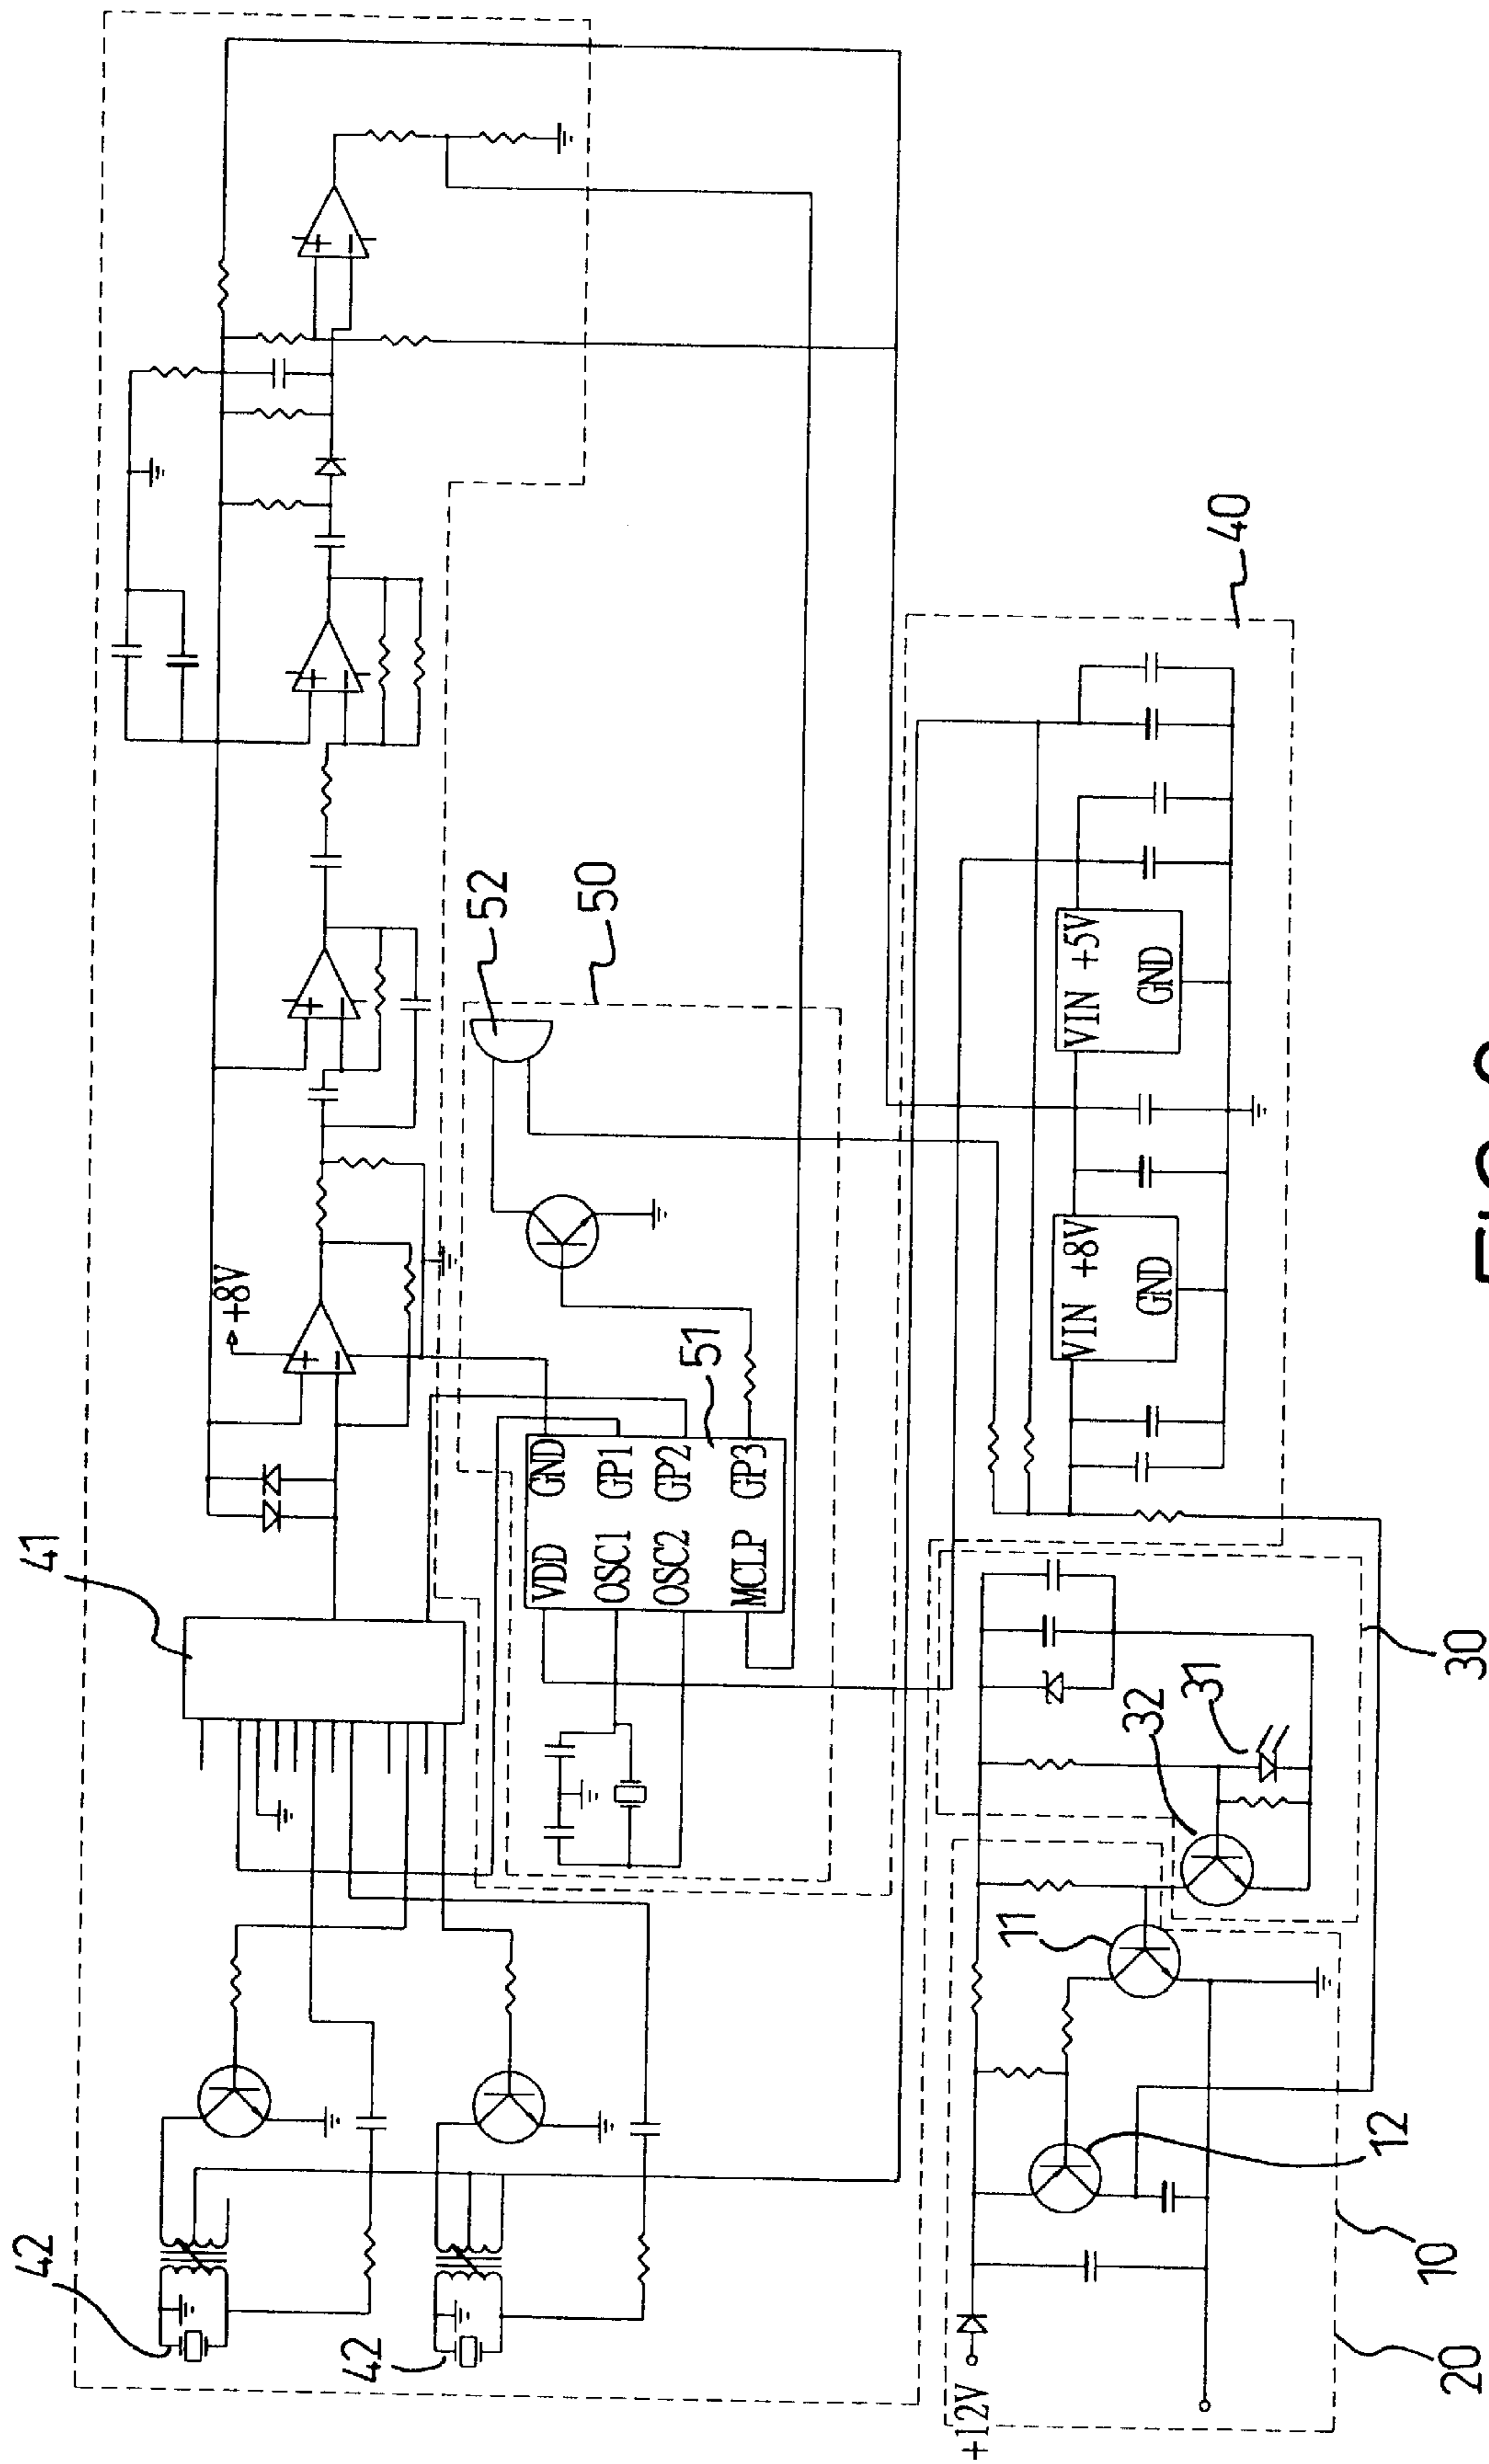 42
41
+8V
42
52
VDD GND
50
OSC1 GP1
OSC2 GP2
51
MCLP GP3
+12V
11
VIN +8V
VIN +5V
GND
GND
32
31
40
12
10
30
20
FIG